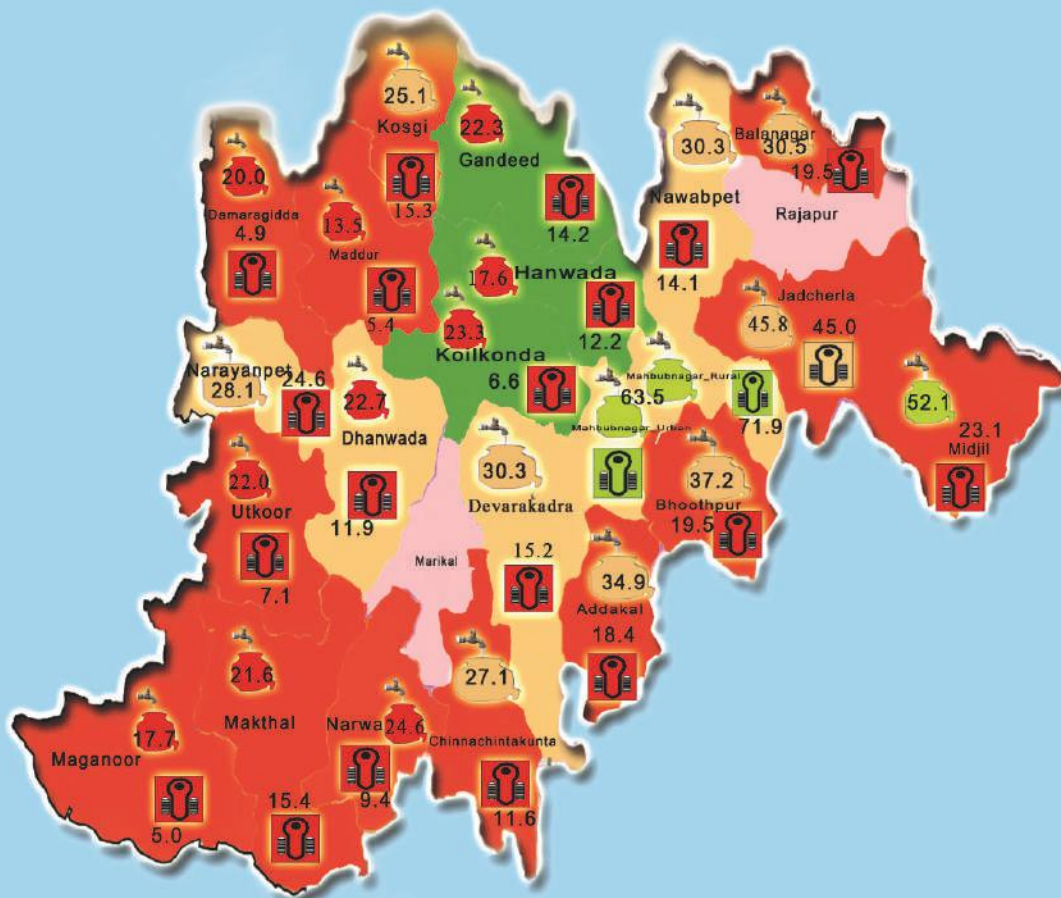 25.1
Kosgi
22.3
Gandeed
15.3
14.2
20.0
Damaragidda
4.9
13.5
Maddur
5.4
30.3
Nawabpet
14.1
Balanagar
30.5
19.5
Rajapur
17.6
Hanwada
12.2
23.3
Koilkonda
6.6
Jadcherla
45.8
45.0
52.1
23.1
Midjil
Narayanpet
28.1
24.6
22.7
Dhanwada
11.9
Mahbubnagar_Rural
63.5
71.9
Mahbubnagar_Urban
30.3
Devarakadra
15.2
37.2
Bhoothpur
19.5
22.0
Utkoor
7.1
Marikal
34.9
Addakal
18.4
21.6
Makthal
15.4
17.7
Maganoor
5.0
Narwa
24.6
9.4
27.1
Chinnachintakunta
11.6